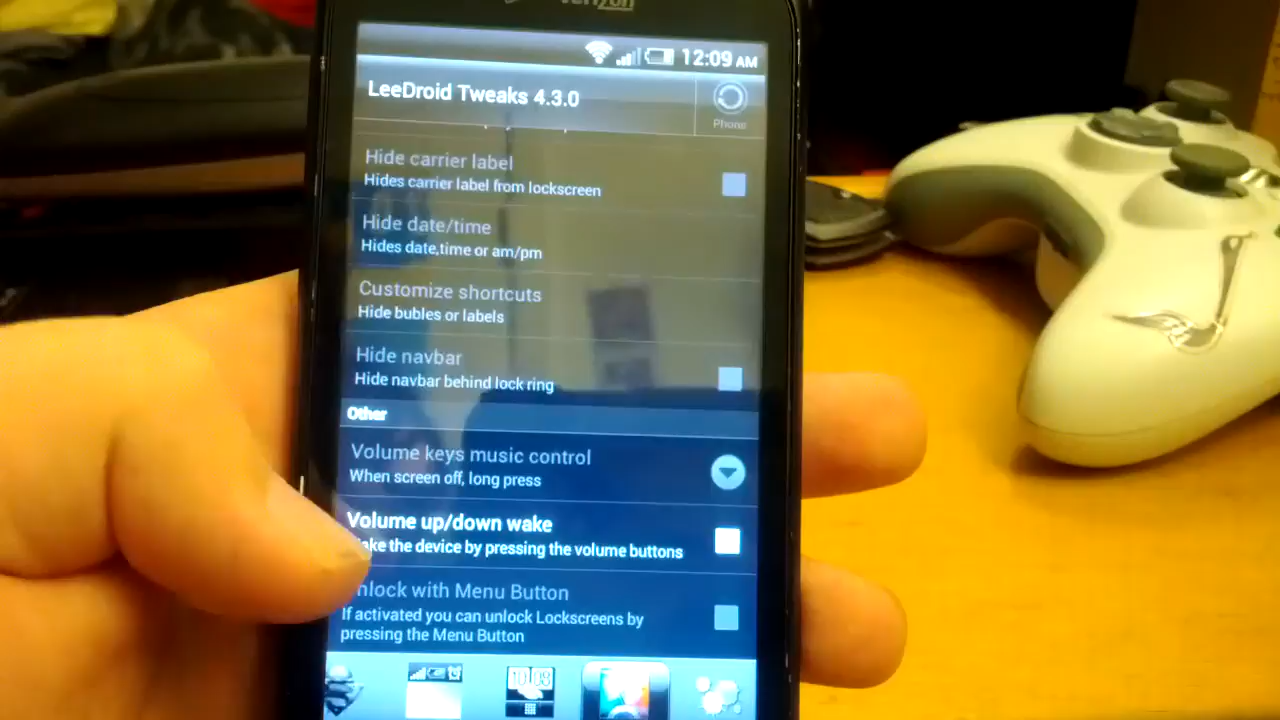 verizon
12:09 AM
LeeDroid Tweaks 4.3.0
Phone
Hide carrier label
Hides carrier label from lockscreen
Hide date/time
Hides date,time or am/pm
Customize shortcuts
Hide bubles or labels
Hide navbar
Hide navbar behind lock ring
Other
Volume keys music control
When screen off, long press
Volume up/down wake
the device by pressing the volume buttons
with Menu Button
If activated you can unlock Lockscreens by
pressing the Menu Button
10:08